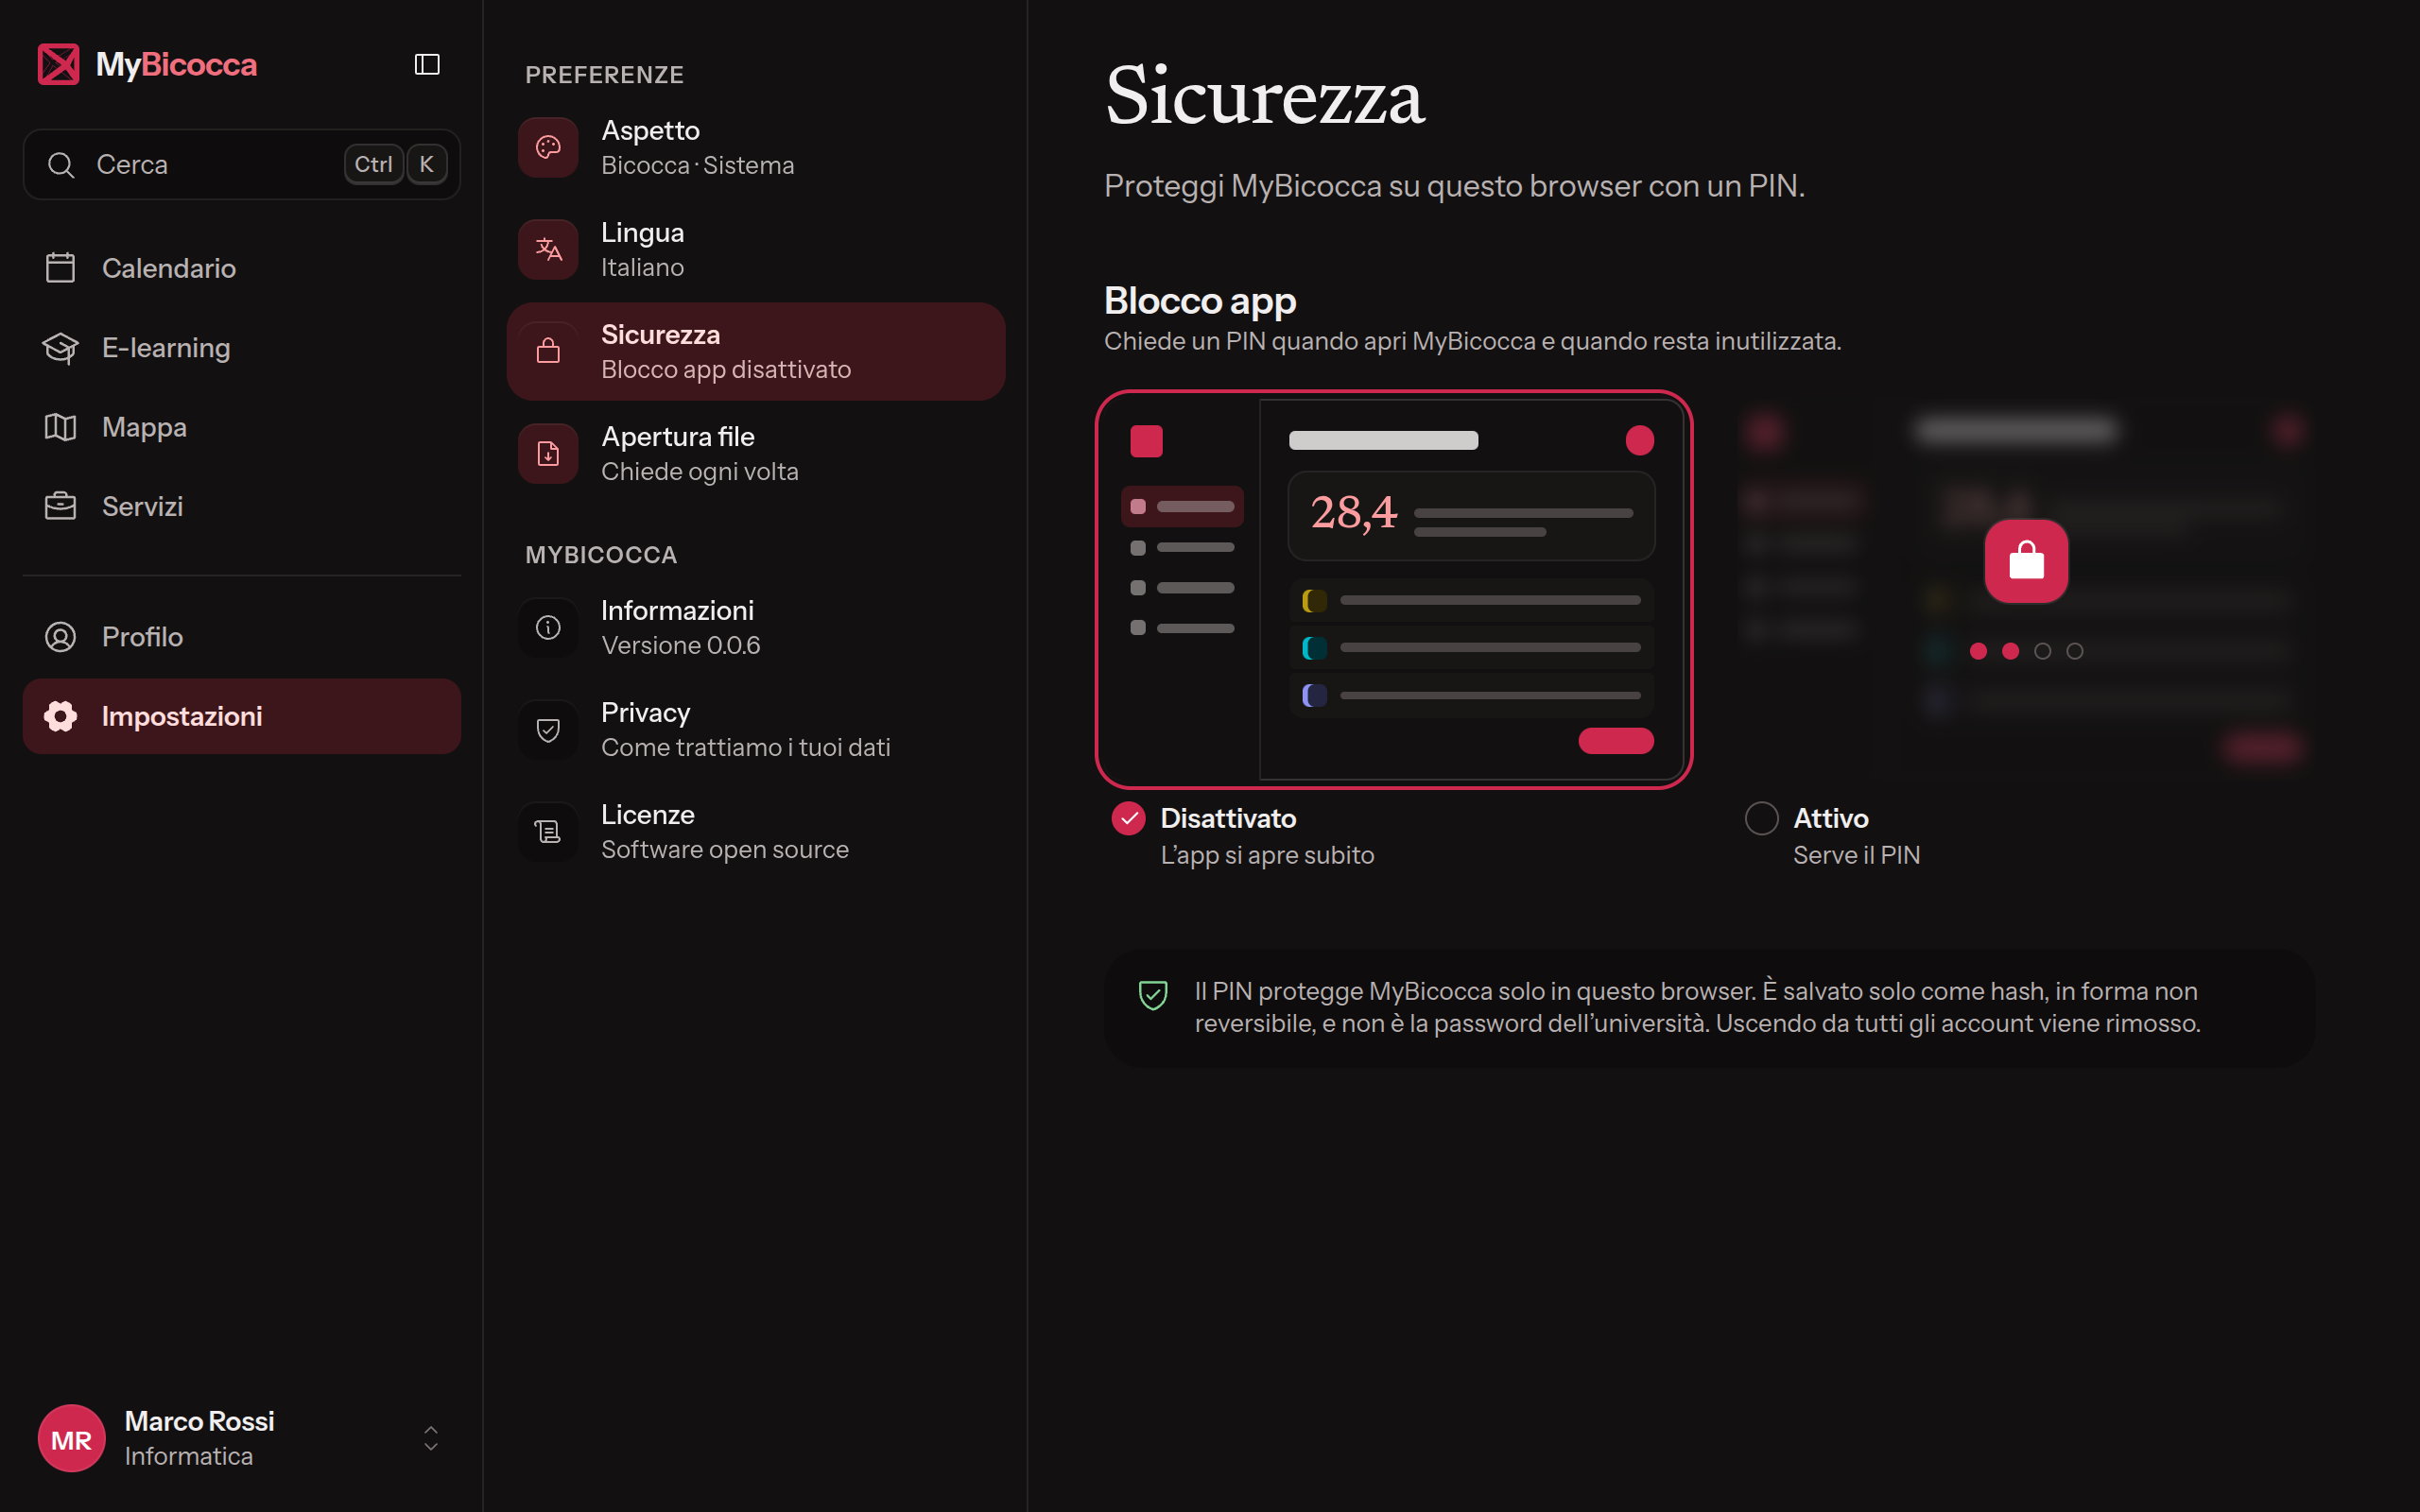 MyBicocca
Cerca
Ctrl K
Calendario
E-learning
Mappa
Servizi
Profilo
Impostazioni
Marco Rossi
MR
Informatica
PREFERENZE
Aspetto
Bicocca · Sistema
Lingua
Italiano
Sicurezza
Blocco app disattivato
Apertura file
Chiede ogni volta
MYBICOCCA
Informazioni
Versione 0.0.6
Privacy
Come trattiamo i tuoi dati
Licenze
Software open source
Sicurezza
Proteggi MyBicocca su questo browser con un PIN.
Blocco app
Chiede un PIN quando apri MyBicocca e quando resta inutilizzata.
28,4
Disattivato
L’app si apre subito
Attivo
Serve il PIN
Il PIN protegge MyBicocca solo in questo browser. È salvato solo come hash, in forma non
reversibile, e non è la password dell’università. Uscendo da tutti gli account viene rimosso.